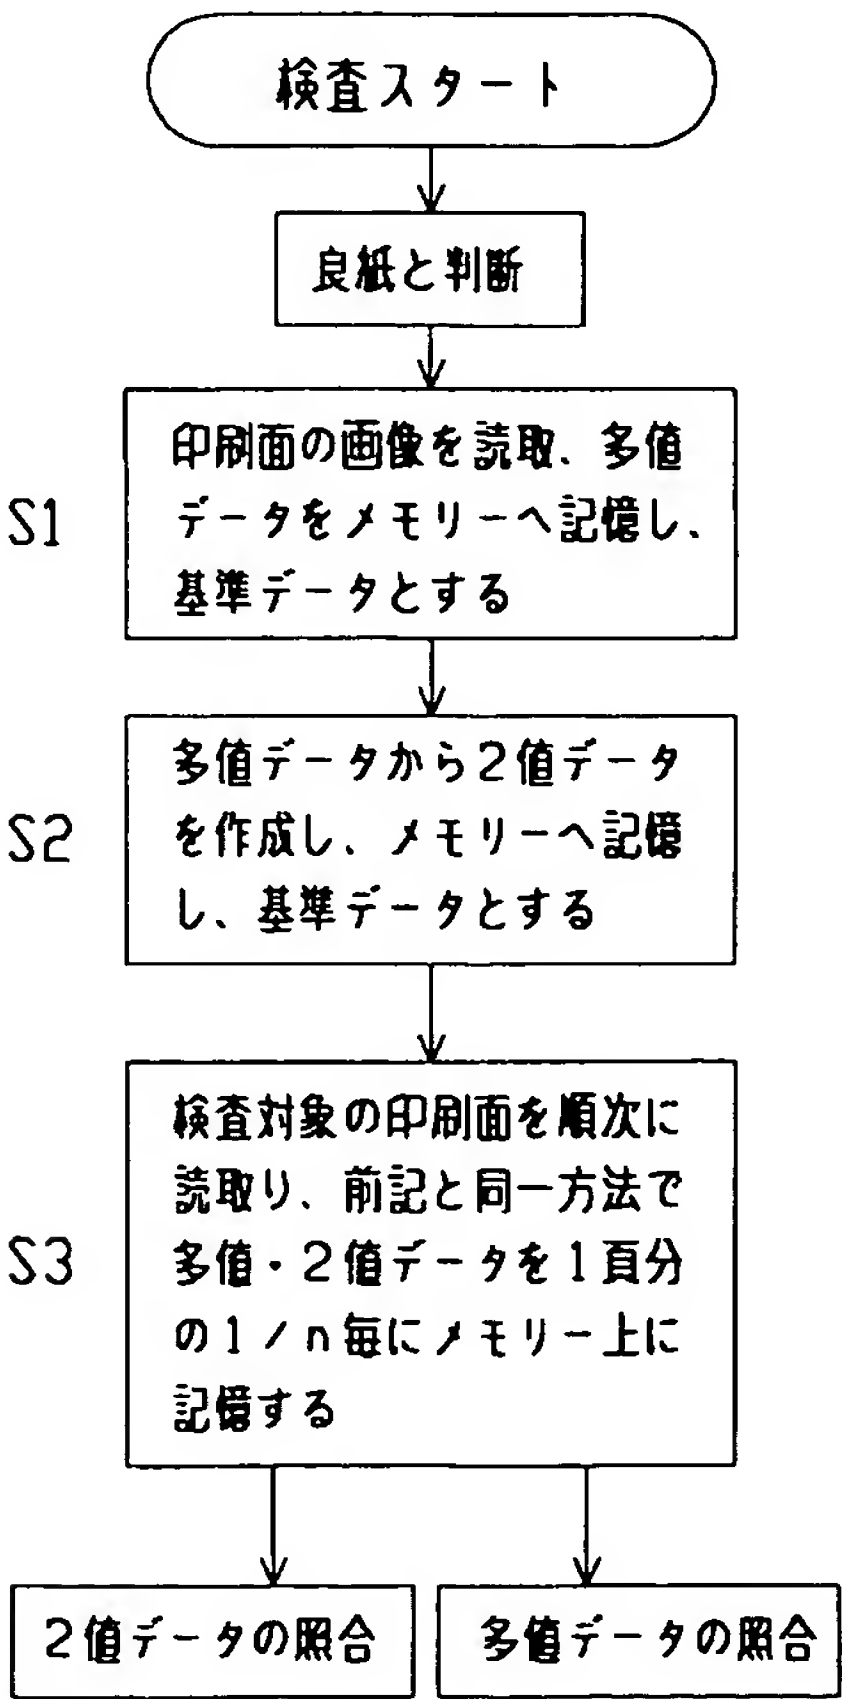 検査スタート
良紙と判断
S1
印刷面の画像を読取、多値
データをメモリーへ記憶し、
基準データとする
S2
多値データから2値データ
を作成し、メモリーへ記憶
し、基準データとする
S3
検査対象の印刷面を順次に
読取り、前記と同一方法で
多値・2値データを1頁分
の1/n毎にメモリー上に
記憶する
2値データの照合
多値データの照合